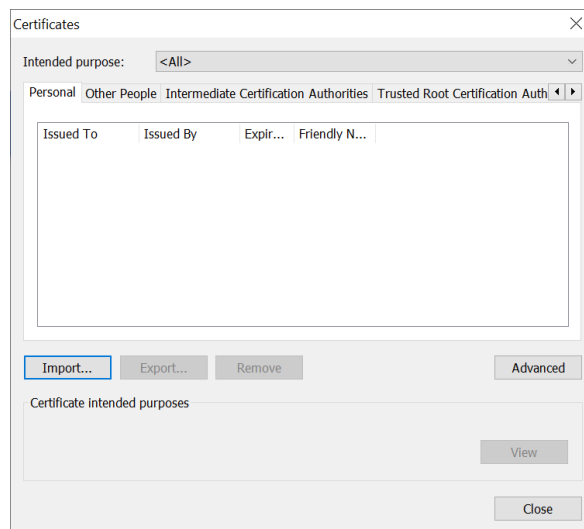 Certificates
Intended purpose: <All>
Personal Other People Intermediate Certification Authorities Trusted Root Certification Auth
Issued To Issued By Expir... Friendly N...
Import... Export... Remove Advanced
Certificate intended purposes
View
Close